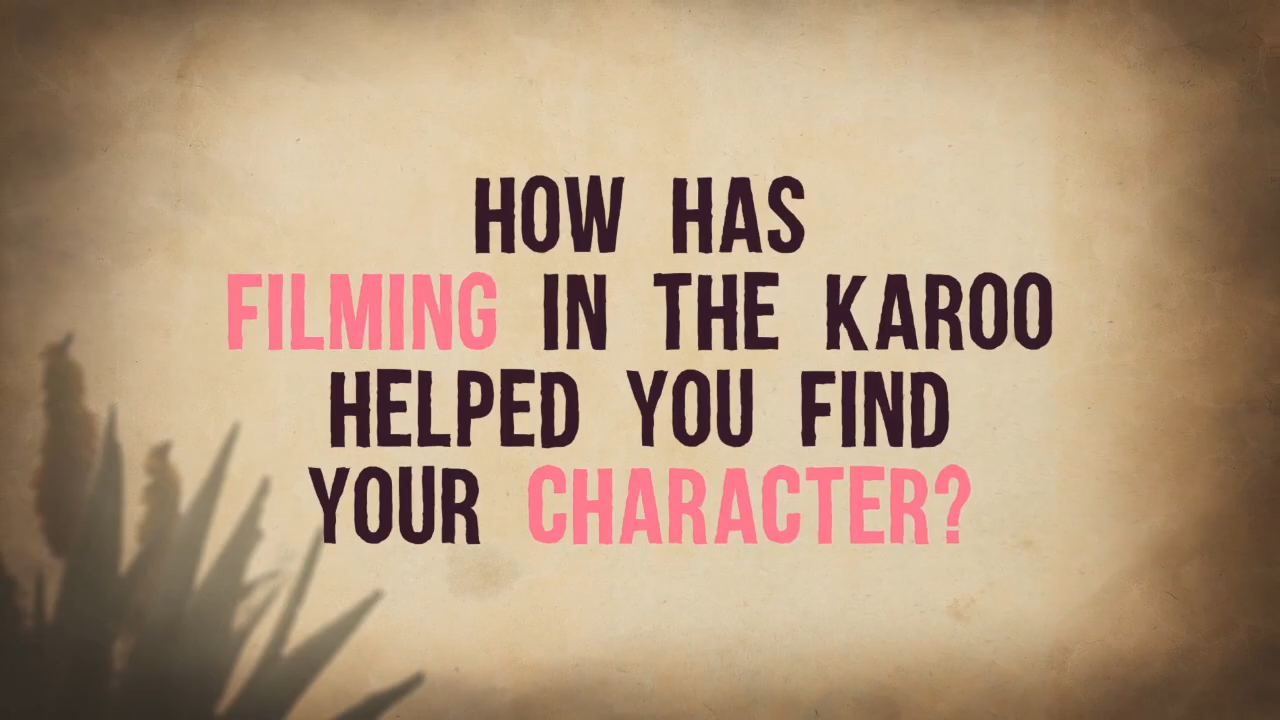 HOW HAS
FILMING IN THE KAROO
HELPED YOU FIND
YOUR CHARACTER?